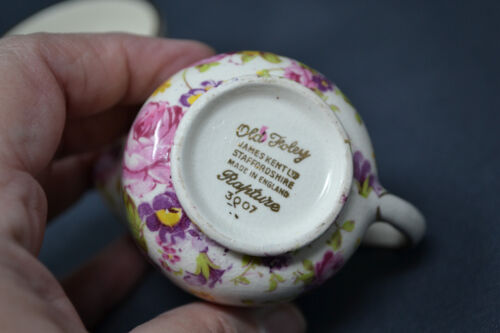 Old Foley
JAMES KENT LTD
STAFFORDSHIRE
MADE IN ENGLAND
Rapture
3007